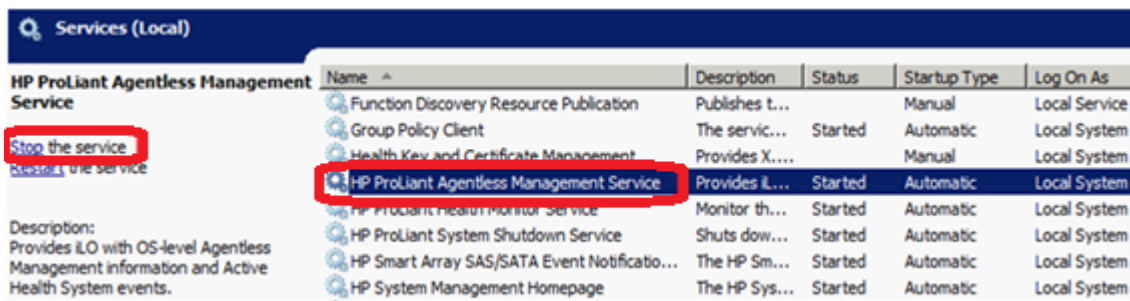 Services (Local)
HP ProLiant Agentless Management
Service
Stop the service
Restart the service
Description:
Provides iLO with OS-level Agentless
Management information and Active
Health System events.
Name Description Status Startup Type Log On As
Function Discovery Resource Publication Publishes t... Manual Local Service
Group Policy Client The servic... Started Automatic Local System
Health Key and Certificate Management Provides X.... Manual Local System
HP ProLiant Agentless Management Service Provides iL... Started Automatic Local System
HP ProLiant Health Monitor Service Monitor th... Started Automatic Local System
HP ProLiant System Shutdown Service Shuts dow... Started Automatic Local System
HP Smart Array SAS/SATA Event Notificatio... The HP Sm... Started Automatic Local System
HP System Management Homepage The HP Sys... Started Automatic Local System